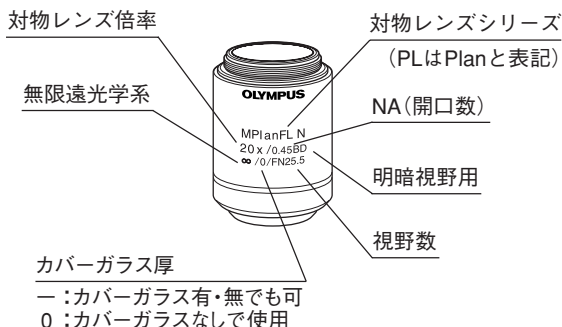 対物レンズ倍率
対物レンズシリーズ
（PLはPlanと表記）
無限遠光学系
NA（開口数）
OLYMPUS
MPlanFL N
20x/0.45BD
∞/0/FN25.5
明暗視野用
視野数
カバーガラス厚
ー：カバーガラス有・無でも可
0：カバーガラスなしで使用